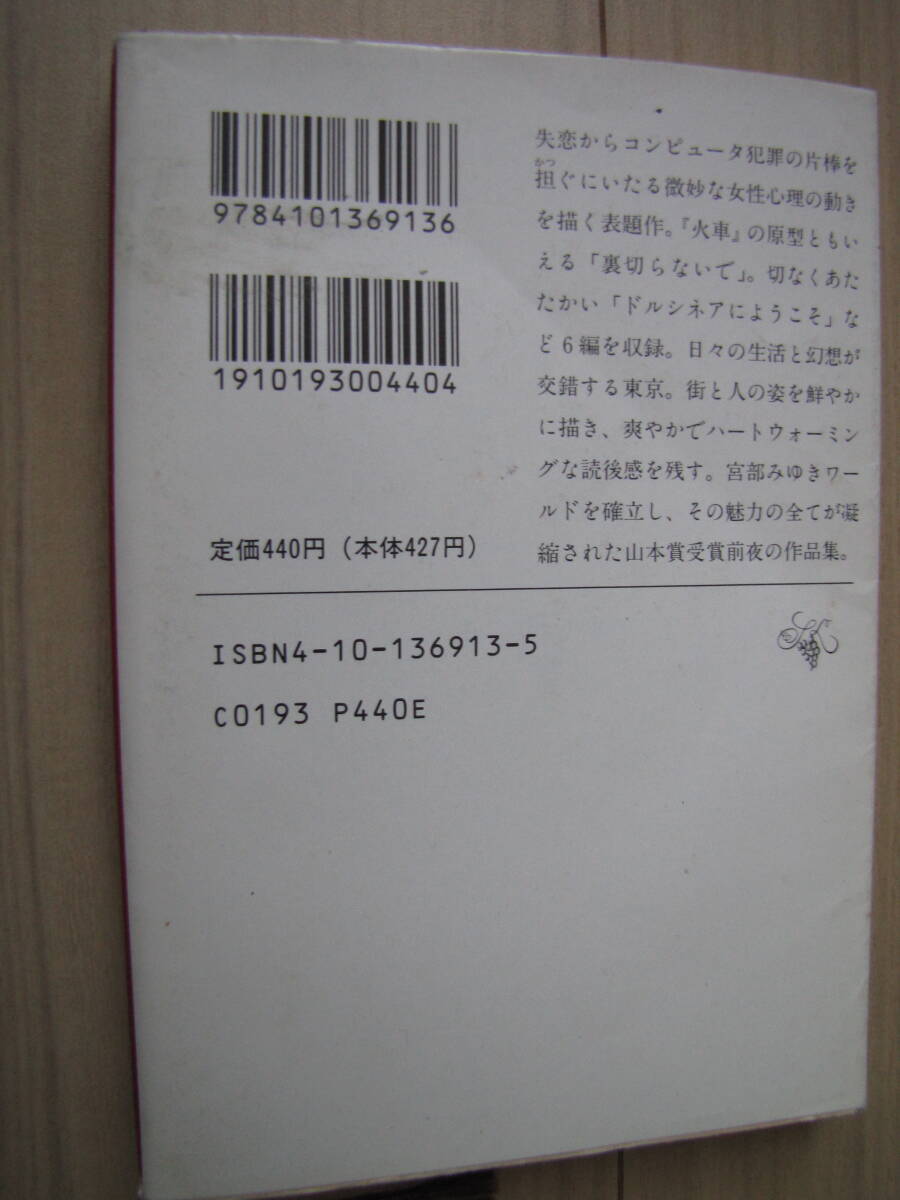 9784101369136
1910193004404
定価440円（本体427円）
失恋からコンピュータ犯罪の片棒を
かつ
担ぐにいたる微妙な女性心理の動き
を描く表題作。『火車』の原型ともい
える「裏切らないで」。切なくあた
たかい「ドルシネアにようこそ」な
ど6編を収録。日々の生活と幻想が
交錯する東京。街と人の姿を鮮やか
に描き、爽やかでハートウォーミン
グな読後感を残す。宮部みゆきワー
ルドを確立し、その魅力の全てが凝
縮された山本賞受賞前夜の作品集。
ISBN4-10-136913-5
C0193 P440E